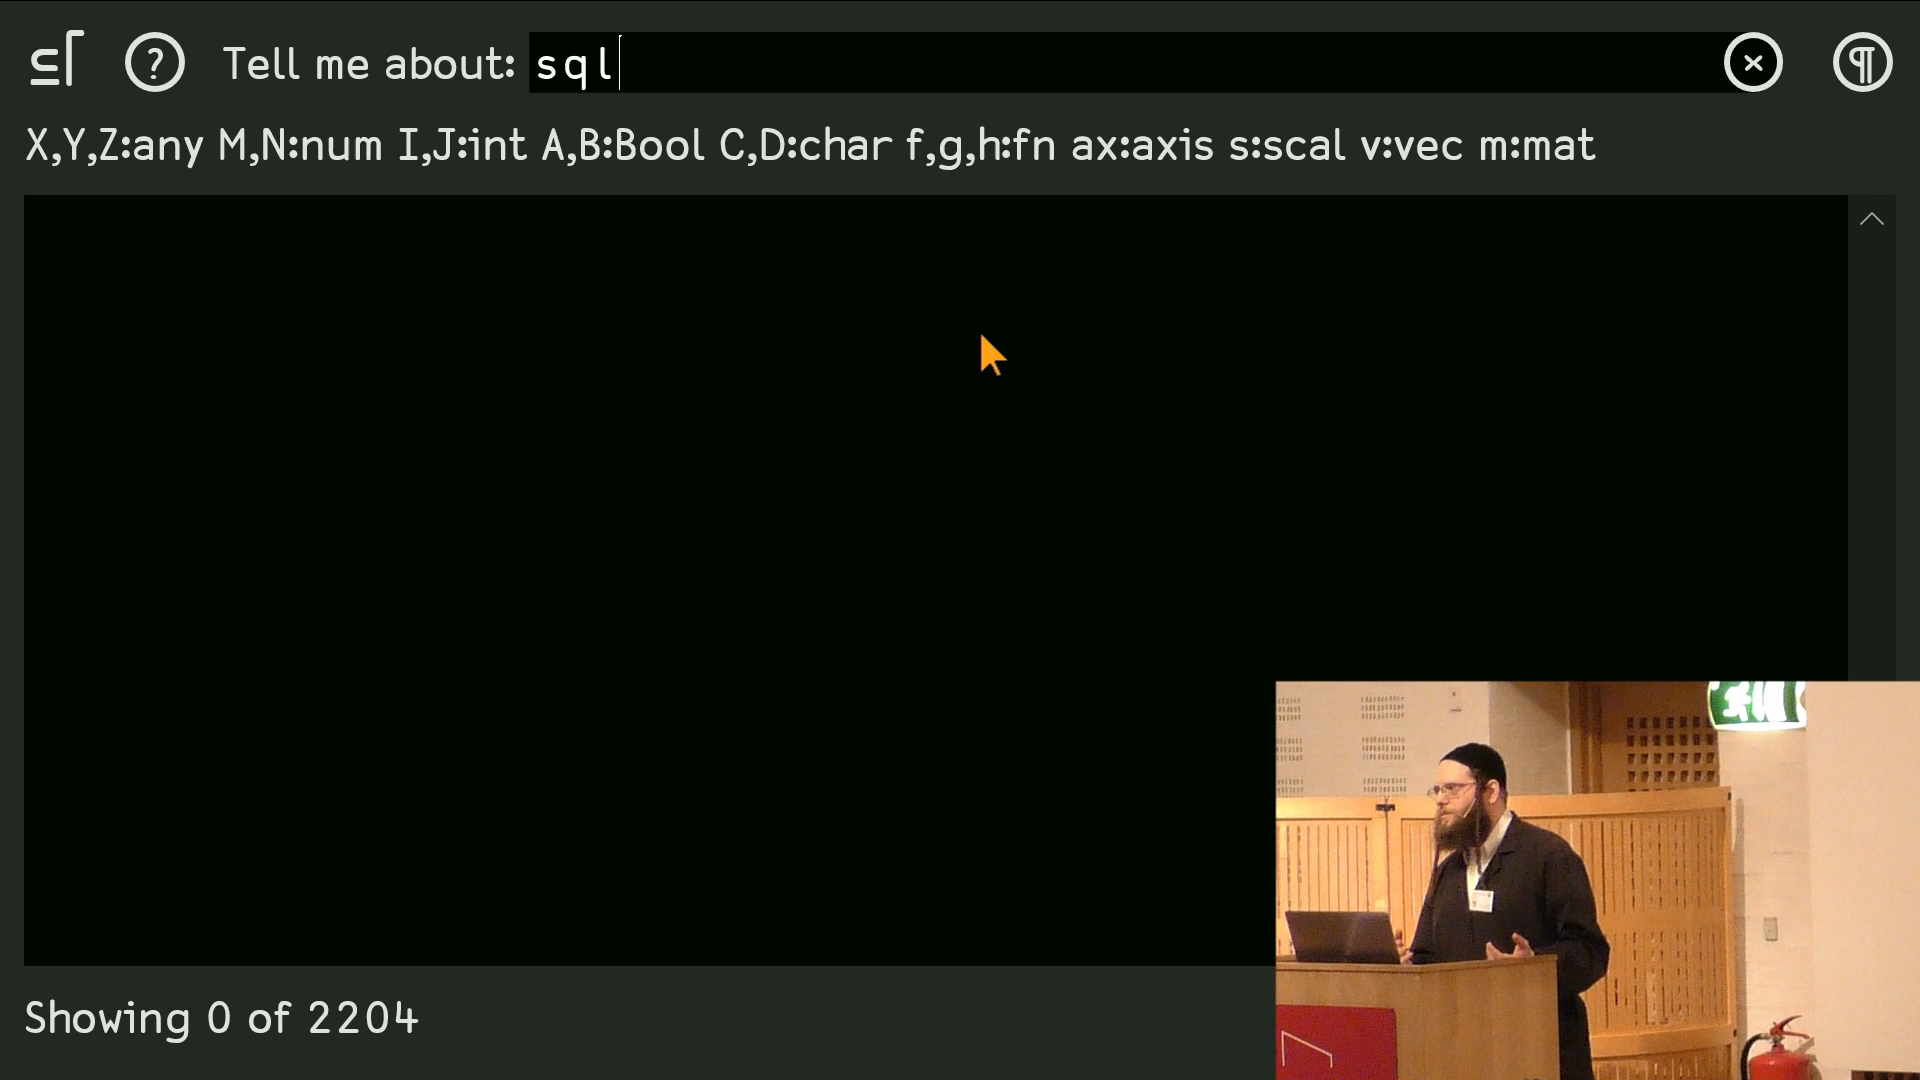 ? Tell me about: sql × ¶
X,Y,Z:any M,N:num I,J:int A,B:Bool C,D:char f,g,h:fn ax:axis s:scal v:vec m:mat
Showing 0 of 2204